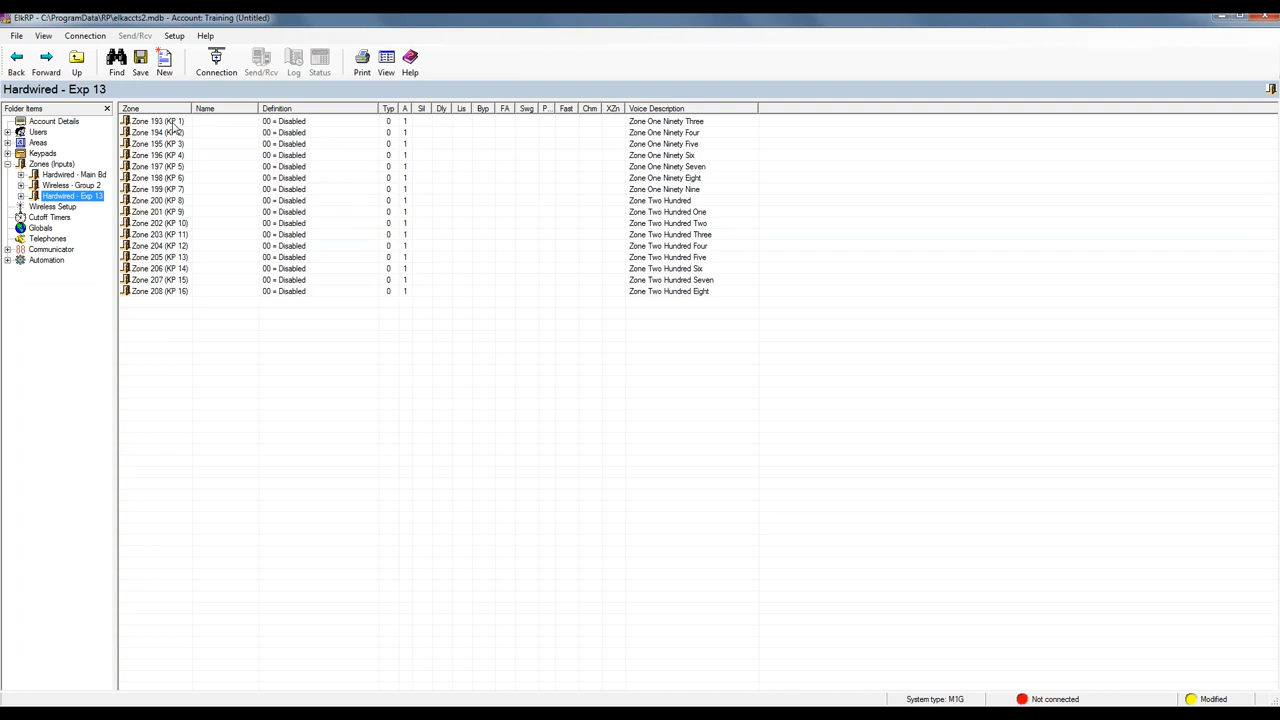 ElkRP - C:\ProgramData\RP\elkaccts2.mdb - Account: Training (Untitled)
File View Connection Send/Rcv Setup Help
Back Forward Up Find Save New Connection Send/Rcv Log Status Print View Help
Hardwired - Exp 13
Folder Items
Account Details
Users
Areas
Keypads
Zones (Inputs)
Hardwired - Main Bd
Wireless - Group 2
Hardwired - Exp 13
Wireless Setup
Cutoff Timers
Globals
Telephones
Communicator
Automation
Zone Name Definition Typ A Sil Dly Lis Byp FA Swg P... Fast Chm XZn Voice Description
Zone 193 (KP 1) 00 = Disabled 0 1 Zone One Ninety Three
Zone 194 (KP 2) 00 = Disabled 0 1 Zone One Ninety Four
Zone 195 (KP 3) 00 = Disabled 0 1 Zone One Ninety Five
Zone 196 (KP 4) 00 = Disabled 0 1 Zone One Ninety Six
Zone 197 (KP 5) 00 = Disabled 0 1 Zone One Ninety Seven
Zone 198 (KP 6) 00 = Disabled 0 1 Zone One Ninety Eight
Zone 199 (KP 7) 00 = Disabled 0 1 Zone One Ninety Nine
Zone 200 (KP 8) 00 = Disabled 0 1 Zone Two Hundred
Zone 201 (KP 9) 00 = Disabled 0 1 Zone Two Hundred One
Zone 202 (KP 10) 00 = Disabled 0 1 Zone Two Hundred Two
Zone 203 (KP 11) 00 = Disabled 0 1 Zone Two Hundred Three
Zone 204 (KP 12) 00 = Disabled 0 1 Zone Two Hundred Four
Zone 205 (KP 13) 00 = Disabled 0 1 Zone Two Hundred Five
Zone 206 (KP 14) 00 = Disabled 0 1 Zone Two Hundred Six
Zone 207 (KP 15) 00 = Disabled 0 1 Zone Two Hundred Seven
Zone 208 (KP 16) 00 = Disabled 0 1 Zone Two Hundred Eight
System type: M1G Not connected Modified